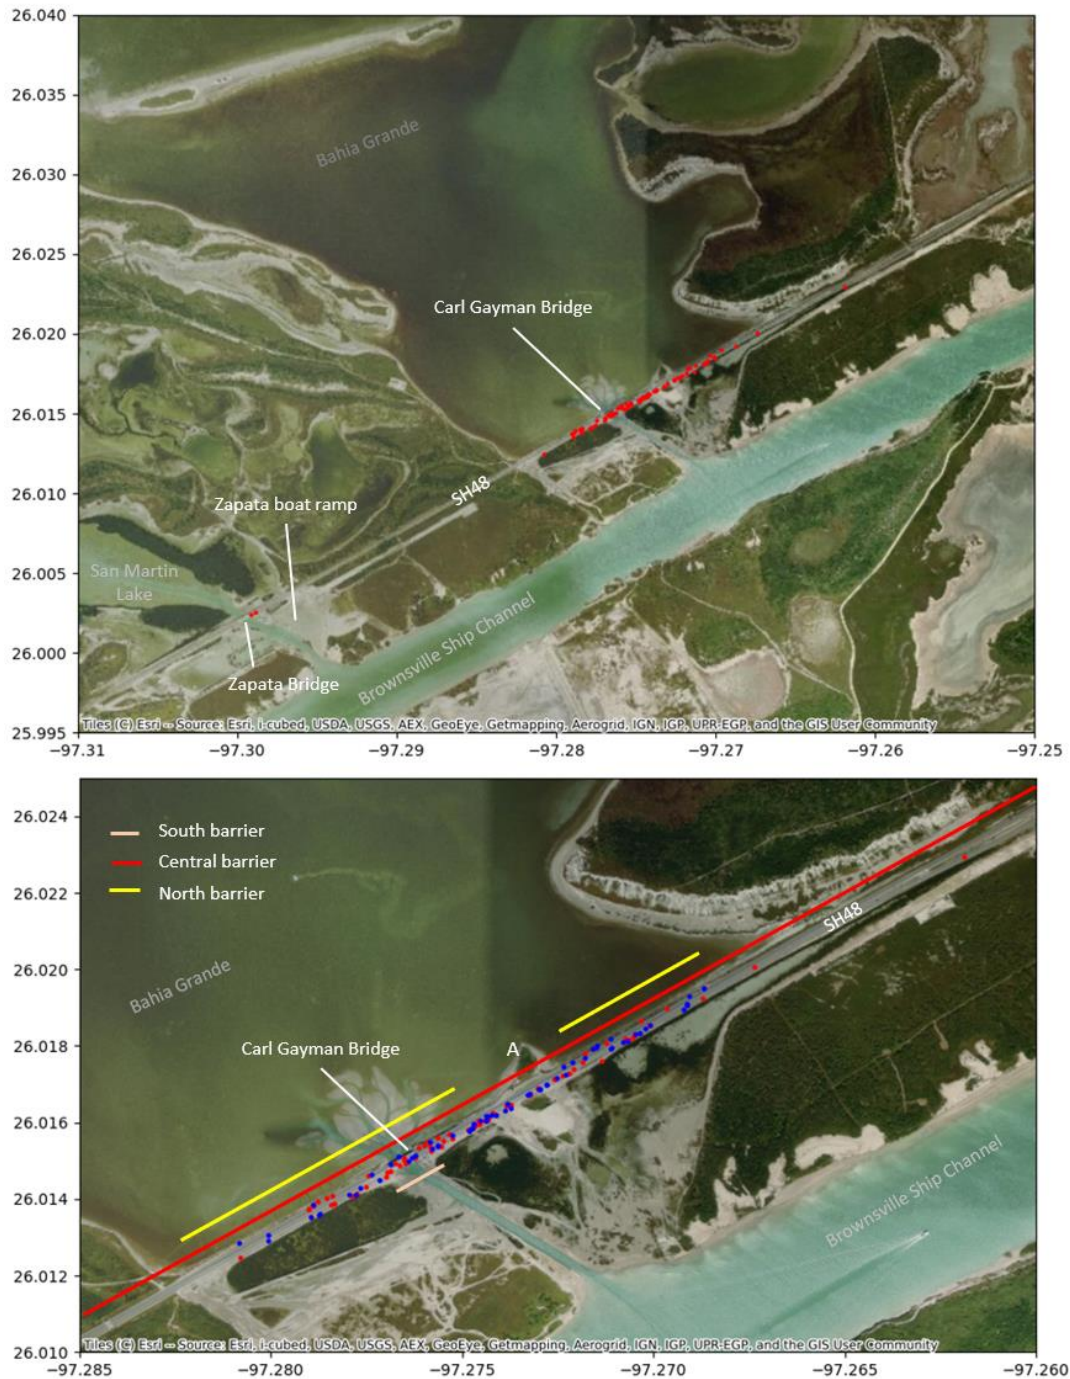 26.040
26.035
26.030
26.025
26.020
26.015
26.010
26.005
26.000
25.995
Bahia Grande
Carl Gayman Bridge
SH48
Zapata boat ramp
San Martin
Lake
Zapata Bridge
Brownsville Ship Channel
Tiles (C) Esri -- Source: Esri, i-cubed, USDA, USGS, AEX, GeoEye, Getmapping, Aerogrid, IGN, IGP, UPR-EGP, and the GIS User Community
−97.31 −97.30 −97.29 −97.28 −97.27 −97.26 −97.25
26.024
26.022
26.020
26.018
26.016
26.014
26.012
26.010
South barrier
Central barrier
North barrier
SH48
Bahia Grande
Carl Gayman Bridge
A
Brownsville Ship Channel
Tiles (C) Esri -- Source: Esri, i-cubed, USDA, USGS, AEX, GeoEye, Getmapping, Aerogrid, IGN, IGP, UPR-EGP, and the GIS User Community
−97.285 −97.280 −97.275 −97.270 −97.265 −97.260